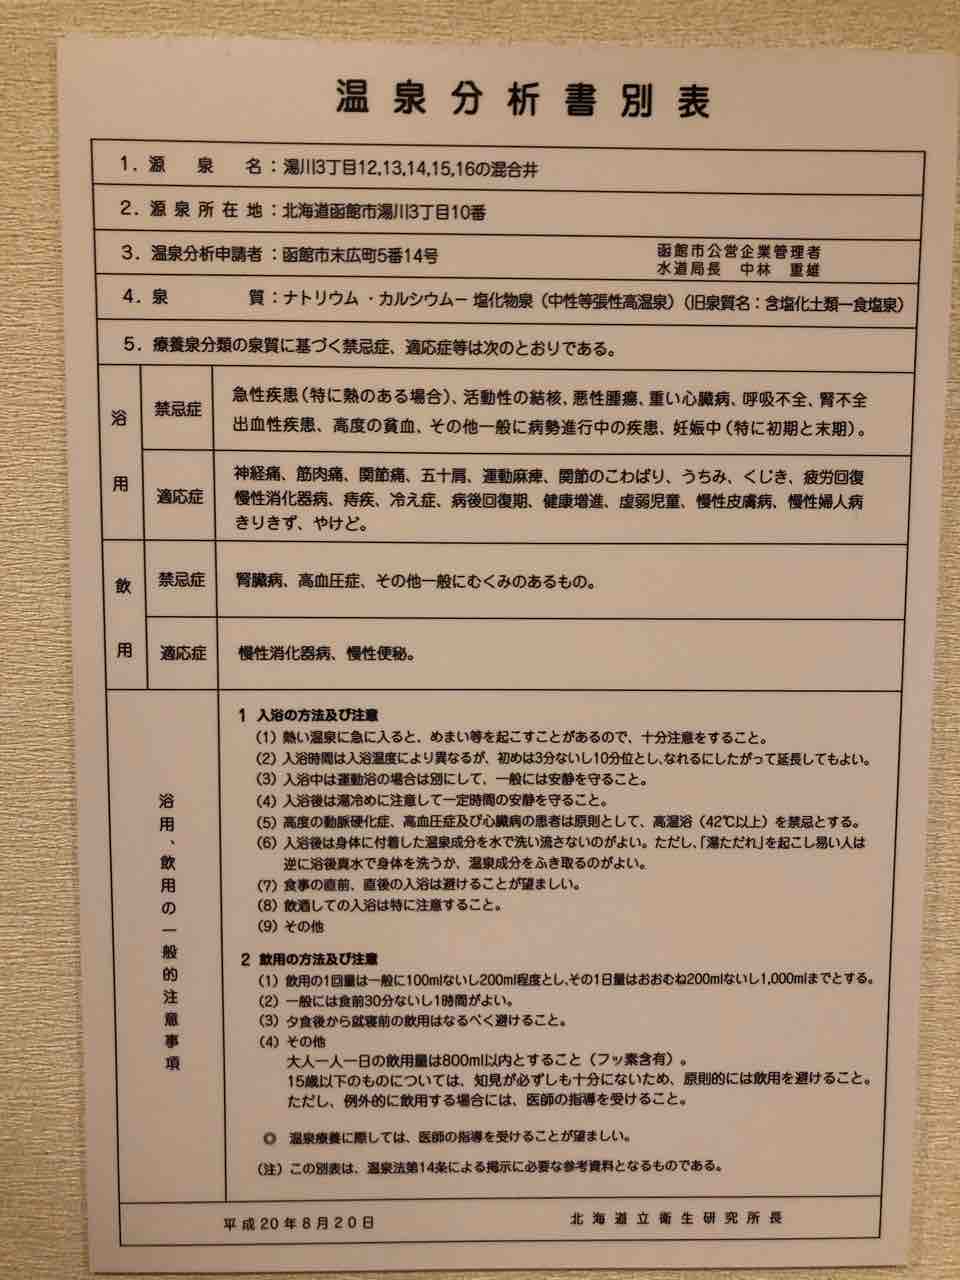 温泉分析書別表
1．源泉名：湯川3丁目12,13,14,15,16の混合井
2．源泉所在地：北海道函館市湯川3丁目10番
3．温泉分析申請者：函館市末広町5番14号
函館市公営企業管理者
水道局長 中林 重雄
4．泉質：ナトリウム・カルシウムー塩化物泉（中性等張性高温泉）（旧泉質名：含塩化土類ー食塩泉）
5．療養泉分類の泉質に基づく禁忌症、適応症等は次のとおりである。
浴用
禁忌症
急性疾患（特に熱のある場合）、活動性の結核、悪性腫瘍、重い心臓病、呼吸不全、腎不全
出血性疾患、高度の貧血、その他一般に病勢進行中の疾患、妊娠中（特に初期と末期）。
適応症
神経痛、筋肉痛、関節痛、五十肩、運動麻痺、関節のこわばり、うちみ、くじき、疲労回復
慢性消化器病、痔疾、冷え症、病後回復期、健康増進、虚弱児童、慢性皮膚病、慢性婦人病
きりきず、やけど。
飲用
禁忌症
腎臓病、高血圧症、その他一般にむくみのあるもの。
適応症
慢性消化器病、慢性便秘。
浴用、飲用の一般的注意事項
1 入浴の方法及び注意
（1）熱い温泉に急に入ると、めまい等を起こすことがあるので、十分注意をすること。
（2）入浴時間は入浴温度により異なるが、初めは3分ないし10分位とし、なれるにしたがって延長してもよい。
（3）入浴中は運動浴の場合は別にして、一般には安静を守ること。
（4）入浴後は湯冷めに注意して一定時間の安静を守ること。
（5）高度の動脈硬化症、高血圧症及び心臓病の患者は原則として、高温浴（42℃以上）を禁忌とする。
（6）入浴後は身体に付着した温泉成分を水で洗い流さないのがよい。ただし、「湯ただれ」を起こし易い人は
逆に浴後真水で身体を洗うか、温泉成分をふき取るのがよい。
（7）食事の直前、直後の入浴は避けることが望ましい。
（8）飲酒しての入浴は特に注意すること。
（9）その他
2 飲用の方法及び注意
（1）飲用の1回量は一般に100mlないし200ml程度とし、その1日量はおおむね200mlないし1,000mlまでとする。
（2）一般には食前30分ないし1時間がよい。
（3）夕食後から就寝前の飲用はなるべく避けること。
（4）その他
大人一人一日の飲用量は800ml以内とすること（フッ素含有）。
15歳以下のものについては、知見が必ずしも十分にないため、原則的には飲用を避けること。
ただし、例外的に飲用する場合には、医師の指導を受けること。
◎ 温泉療養に際しては、医師の指導を受けることが望ましい。
（注）この別表は、温泉法第14条による掲示に必要な参考資料となるものである。
平成20年8月20日
北海道立衛生研究所長